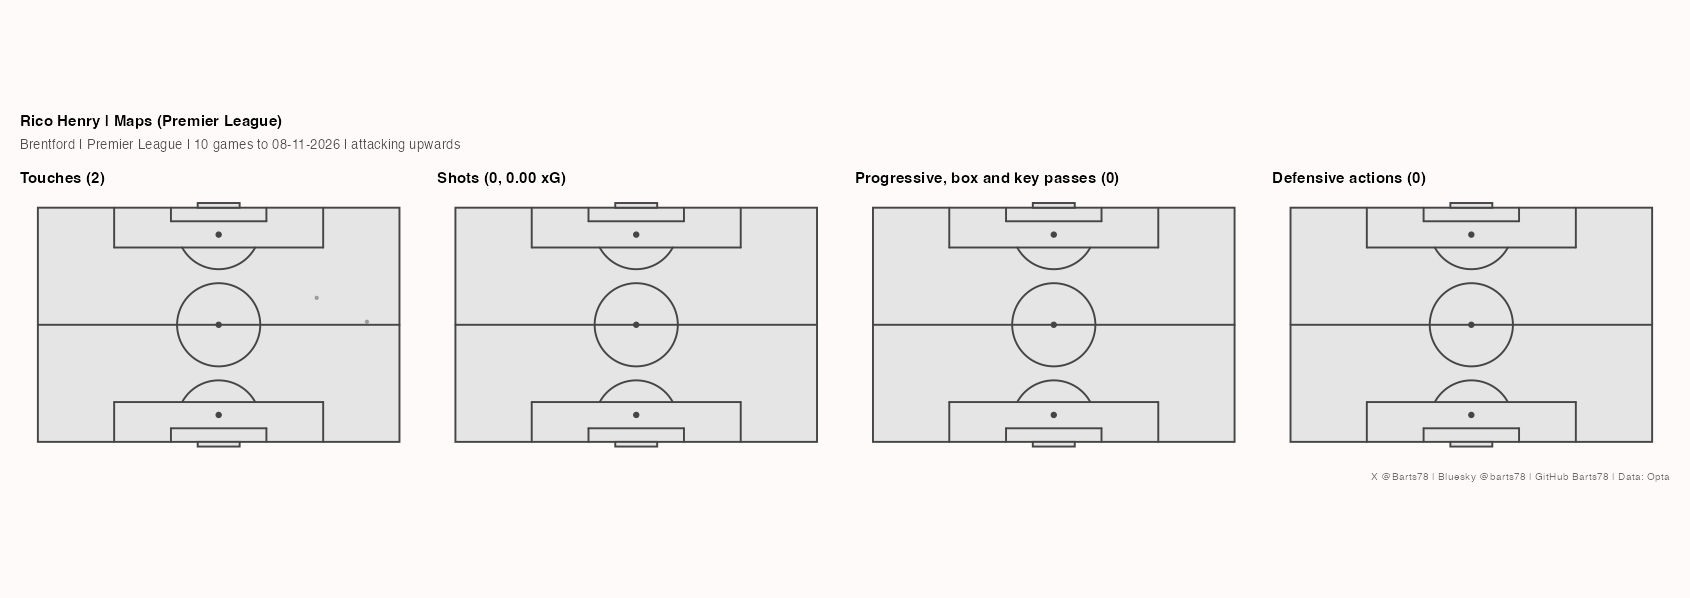 Rico Henry | Maps (Premier League)
Brentford | Premier League | 10 games to 08-11-2026 | attacking upwards
Touches (2)
Shots (0, 0.00 xG)
Progressive, box and key passes (0)
Defensive actions (0)
X @Barts78 | Bluesky @barts78 | GitHub Barts78 | Data: Opta